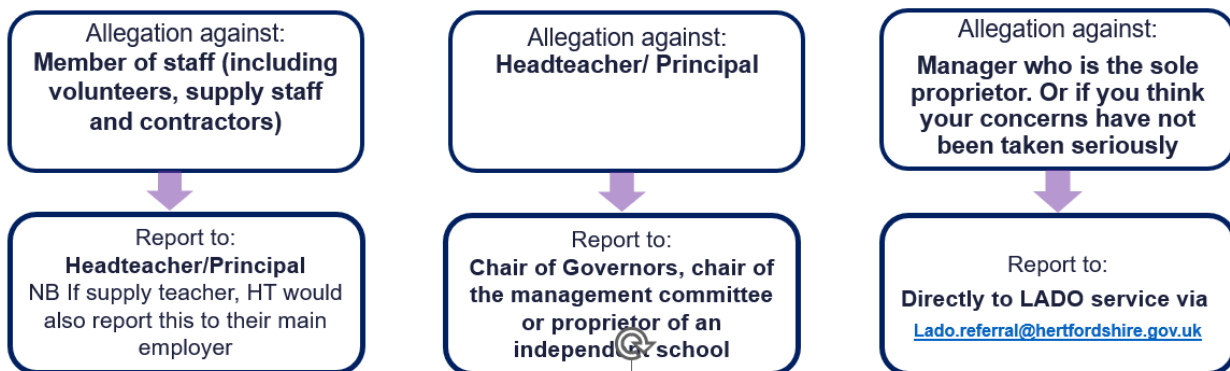 Allegation against:
Member of staff (including
volunteers, supply staff
and contractors)
Report to:
Headteacher/Principal
NB If supply teacher, HT would
also report this to their main
employer
Allegation against:
Headteacher/ Principal
Report to:
Chair of Governors, chair of
the management committee
or proprietor of an
independent school
Allegation against:
Manager who is the sole
proprietor. Or if you think
your concerns have not
been taken seriously
Report to:
Directly to LADO service via
Lado.referral@hertfordshire.gov.uk